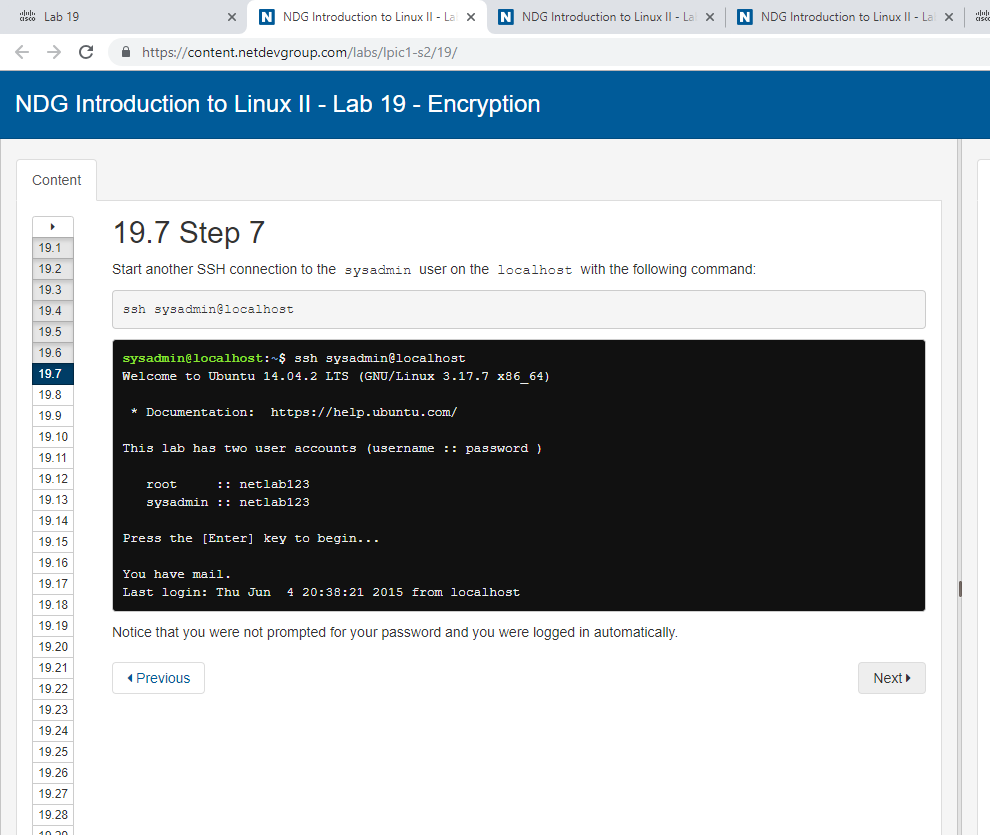 Lab 19
NDG Introduction to Linux II - La
NDG Introduction to Linux II - La
NDG Introduction to Linux II - La
https://content.netdevgroup.com/labs/lpic1-s2/19/
NDG Introduction to Linux II - Lab 19 - Encryption
Content
19.1
19.2
19.3
19.4
19.5
19.6
19.7
19.8
19.9
19.10
19.11
19.12
19.13
19.14
19.15
19.16
19.17
19.18
19.19
19.20
19.21
19.22
19.23
19.24
19.25
19.26
19.27
19.28
19.7 Step 7
Start another SSH connection to the sysadmin user on the localhost with the following command:
ssh sysadmin@localhost
sysadmin@localhost:~$ ssh sysadmin@localhost
Welcome to Ubuntu 14.04.2 LTS (GNU/Linux 3.17.7 x86_64)
* Documentation: https://help.ubuntu.com/
This lab has two user accounts (username :: password )
root :: netlab123
sysadmin :: netlab123
Press the [Enter] key to begin...
You have mail.
Last login: Thu Jun 4 20:38:21 2015 from localhost
Notice that you were not prompted for your password and you were logged in automatically.
Previous
Next